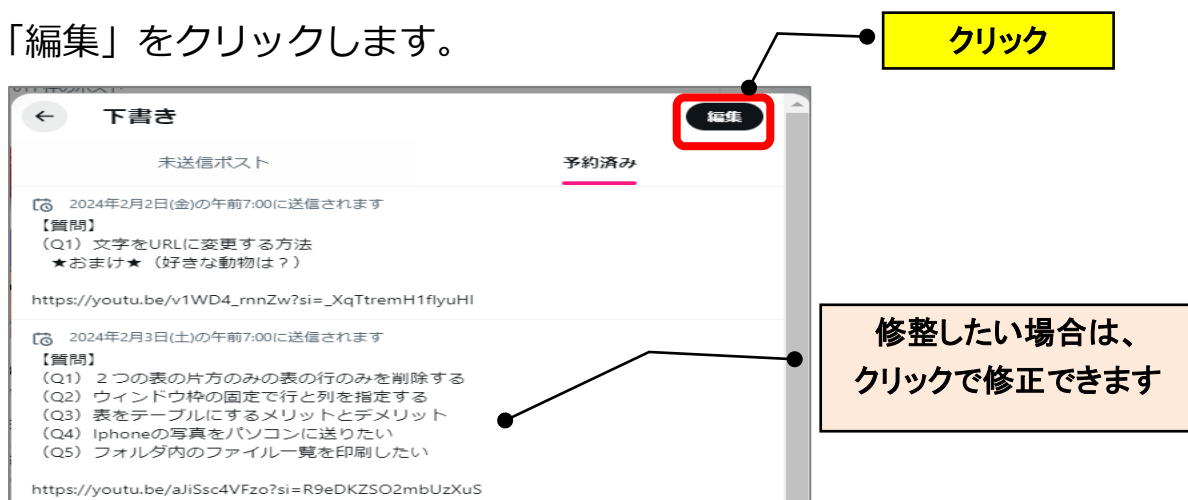 「編集」をクリックします。
クリック
下書き
編集
未送信ポスト
予約済み
2024年2月2日(金)の午前7:00に送信されます
【質問】
（Q1）文字をURLに変更する方法
★おまけ★（好きな動物は？）
https://youtu.be/v1WD4_rnnZw?si=_XqTtremH1flyuHI
2024年2月3日(土)の午前7:00に送信されます
【質問】
（Q1）２つの表の片方のみの表の行のみを削除する
（Q2）ウィンドウ枠の固定で行と列を指定する
（Q3）表をテーブルにするメリットとデメリット
（Q4）Iphoneの写真をパソコンに送りたい
（Q5）フォルダ内のファイル一覧を印刷したい
https://youtu.be/aJiSsc4VFzo?si=R9eDKZSO2mbUzXuS
修整したい場合は、
クリックで修正できます